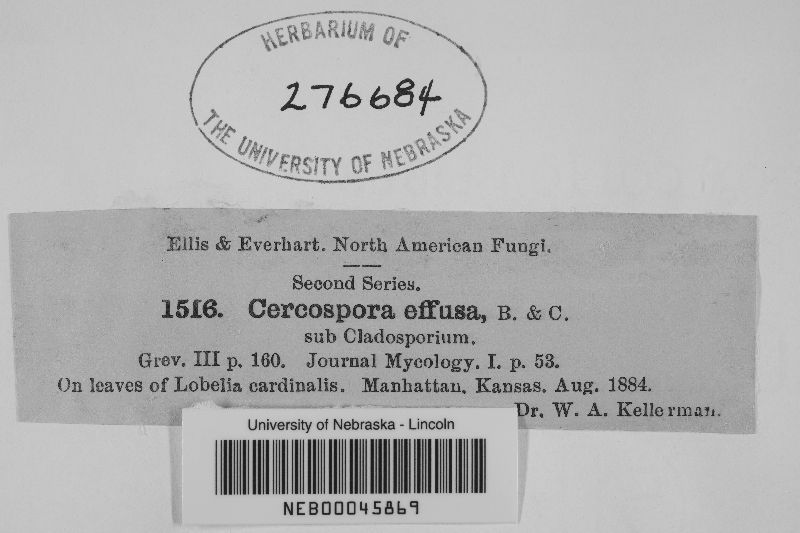 HERBARIUM OF
276684
THE UNIVERSITY OF NEBRASKA
Ellis & Everhart. North American Fungi.
Second Series.
1516. Cercospora effusa, B. & C.
sub Cladosporium.
Grev. III p. 160. Journal Mycology. I. p. 53.
On leaves of Lobelia cardinalis. Manhattan, Kansas. Aug. 1884.
Dr. W. A. Kellerman.
University of Nebraska - Lincoln
NEB00045869